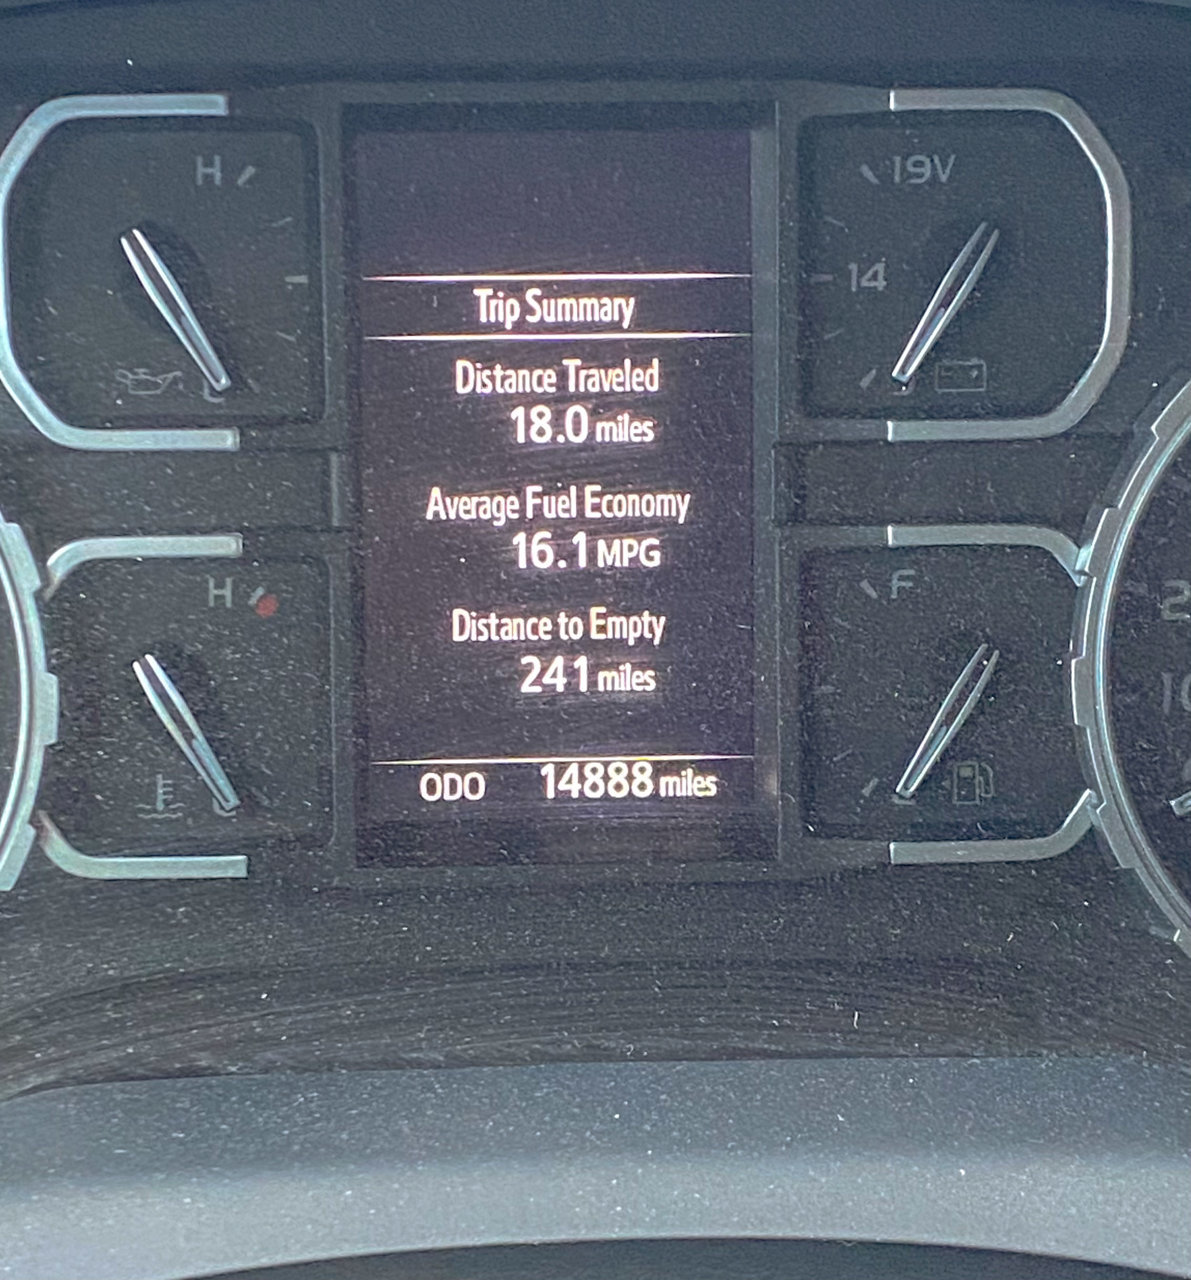 H
19V
14
Trip Summary
Distance Traveled
18.0 miles
Average Fuel Economy
16.1 MPG
H
F
Distance to Empty
241 miles
ODO 14888 miles